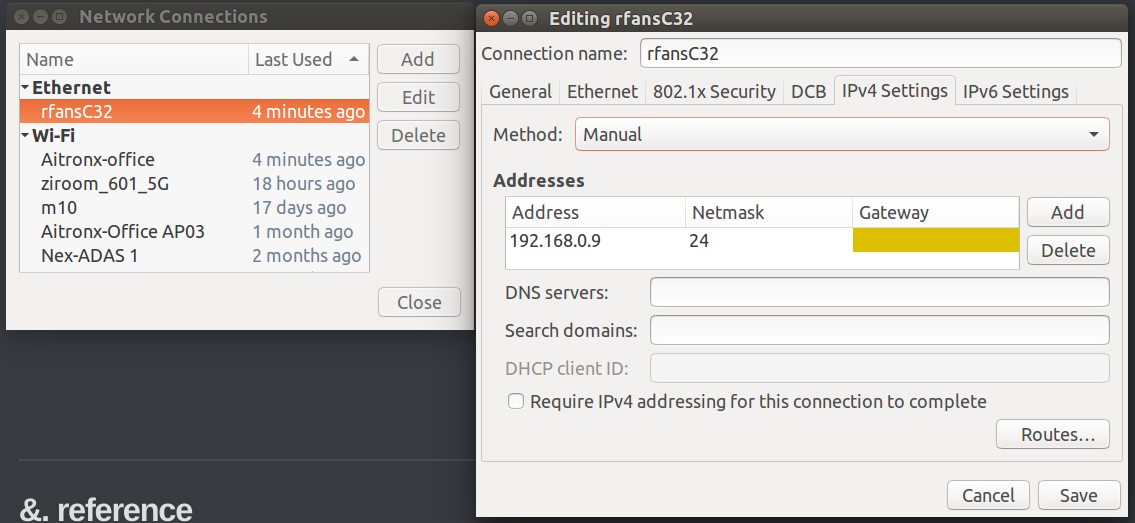 Network Connections
Name Last Used
Ethernet
rfansC32 4 minutes ago
Wi-Fi
Aitronx-office 4 minutes ago
ziroom_601_5G 18 hours ago
m10 17 days ago
Aitronx-Office AP03 1 month ago
Nex-ADAS 1 2 months ago
Add
Edit
Delete
Close
&. reference
Editing rfansC32
Connection name: rfansC32
General Ethernet 802.1x Security DCB IPv4 Settings IPv6 Settings
Method: Manual
Addresses
Address Netmask Gateway
192.168.0.9 24
Add
Delete
DNS servers:
Search domains:
DHCP client ID:
Require IPv4 addressing for this connection to complete
Routes...
Cancel Save